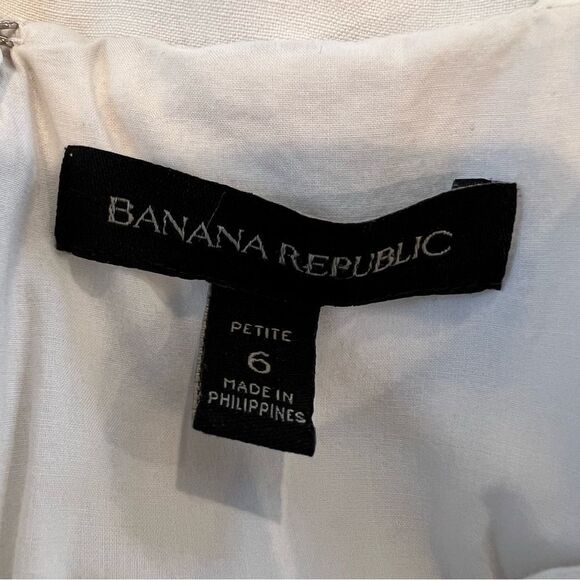 BANANA REPUBLIC
PETITE
6
MADE IN
PHILIPPINES